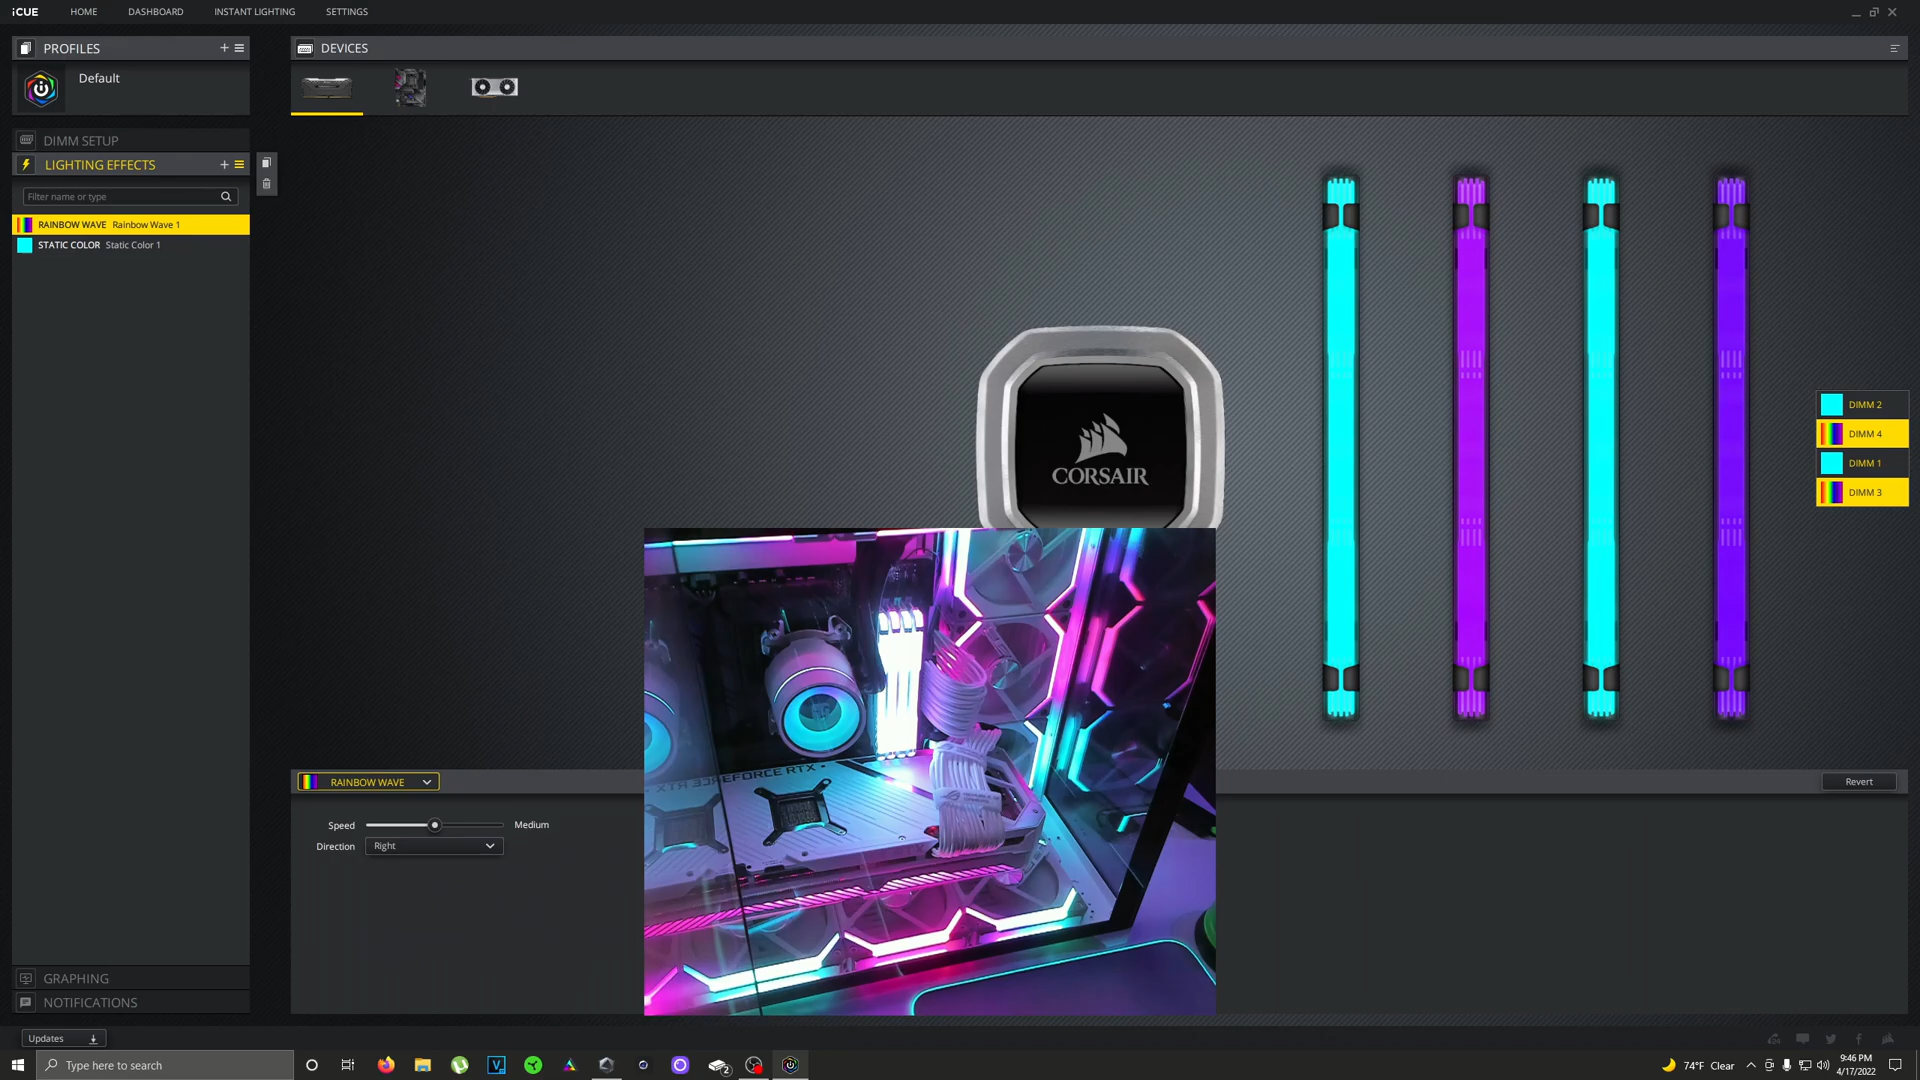 iCUE
HOME
DASHBOARD
INSTANT LIGHTING
SETTINGS
PROFILES
DEVICES
Default
DIMM SETUP
LIGHTING EFFECTS
Filter name or type
RAINBOW WAVE Rainbow Wave 1
STATIC COLOR Static Color 1
CORSAIR
DIMM 2
DIMM 4
DIMM 1
DIMM 3
GEFORCE RTX
RAINBOW WAVE
Revert
Speed
Medium
Direction
Right
GRAPHING
NOTIFICATIONS
Updates
Type here to search
2
74°F Clear
9:46 PM
4/17/2022